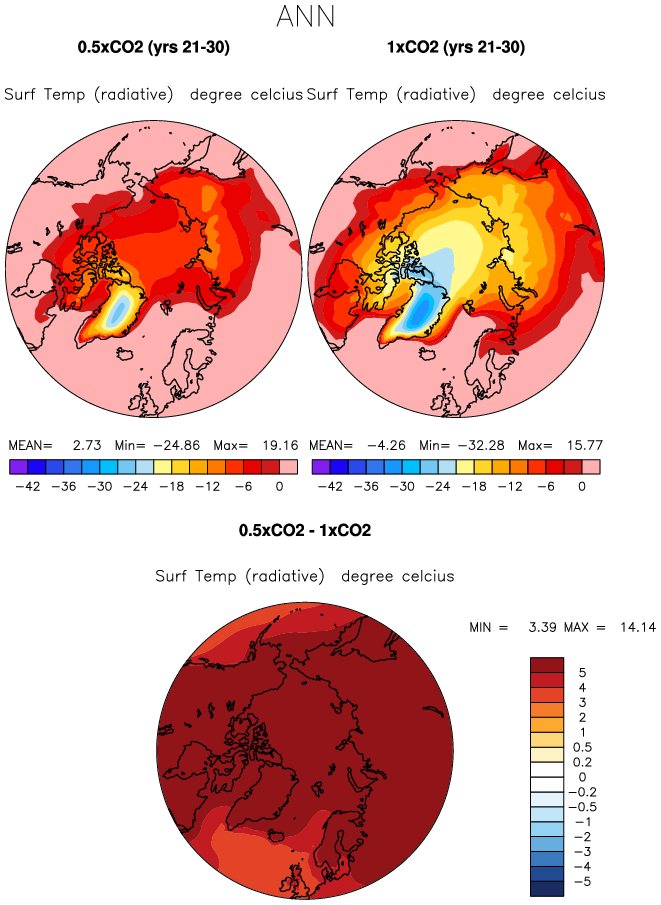 ANN
0.5xCO2 (yrs 21-30) 1xCO2 (yrs 21-30)
Surf Temp (radiative) degree celcius Surf Temp (radiative) degree celcius
MEAN= 2.73 Min= -24.86 Max= 19.16 MEAN= -4.26 Min= -32.28 Max= 15.77
-42 -36 -30 -24 -18 -12 -6 0 -42 -36 -30 -24 -18 -12 -6 0
0.5xCO2 - 1xCO2
Surf Temp (radiative) degree celcius
MIN = 3.39 MAX = 14.14
5
4
3
2
1
0.5
0.2
0
-0.2
-0.5
-1
-2
-3
-4
-5